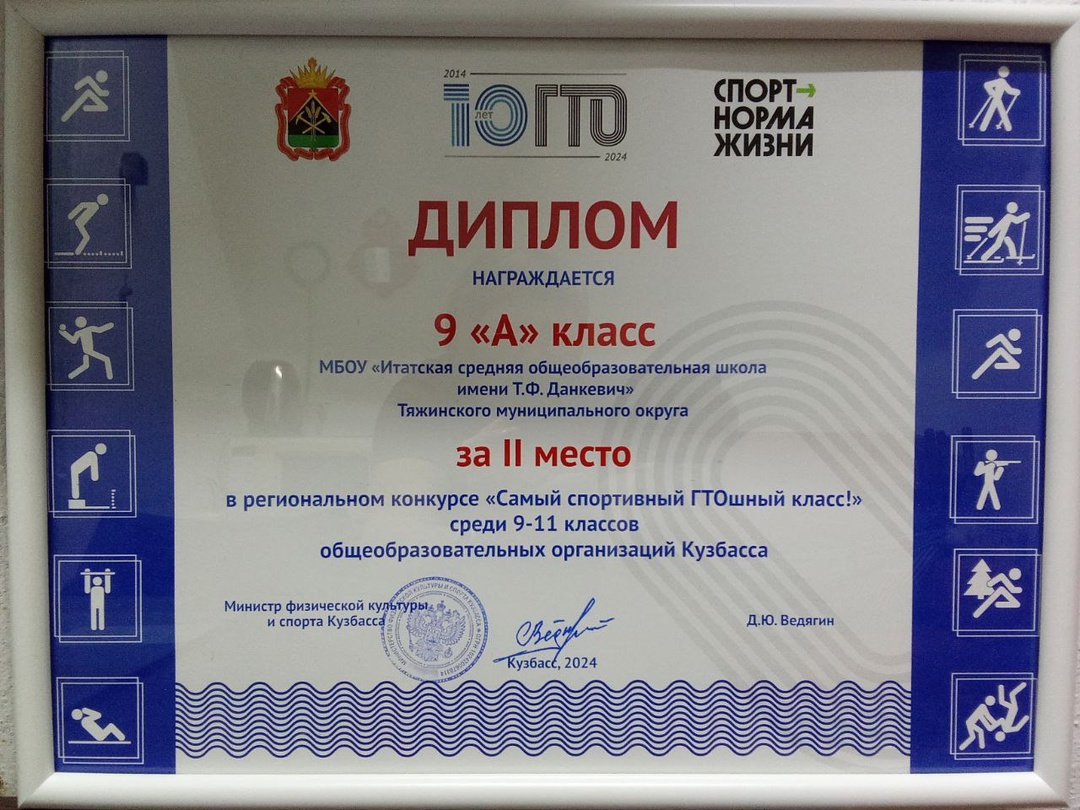 2014
10 лет ГТО
2024
СПОРТ→
НОРМА
ЖИЗНИ
ДИПЛОМ
НАГРАЖДАЕТСЯ
9 «А» класс
МБОУ «Итатская средняя общеобразовательная школа
имени Т.Ф. Данкевич»
Тяжинского муниципального округа
за II место
в региональном конкурсе «Самый спортивный ГТОшный класс!»
среди 9-11 классов
общеобразовательных организаций Кузбасса
Министр физической культуры
и спорта Кузбасса
Д.Ю. Ведягин
Кузбасс, 2024